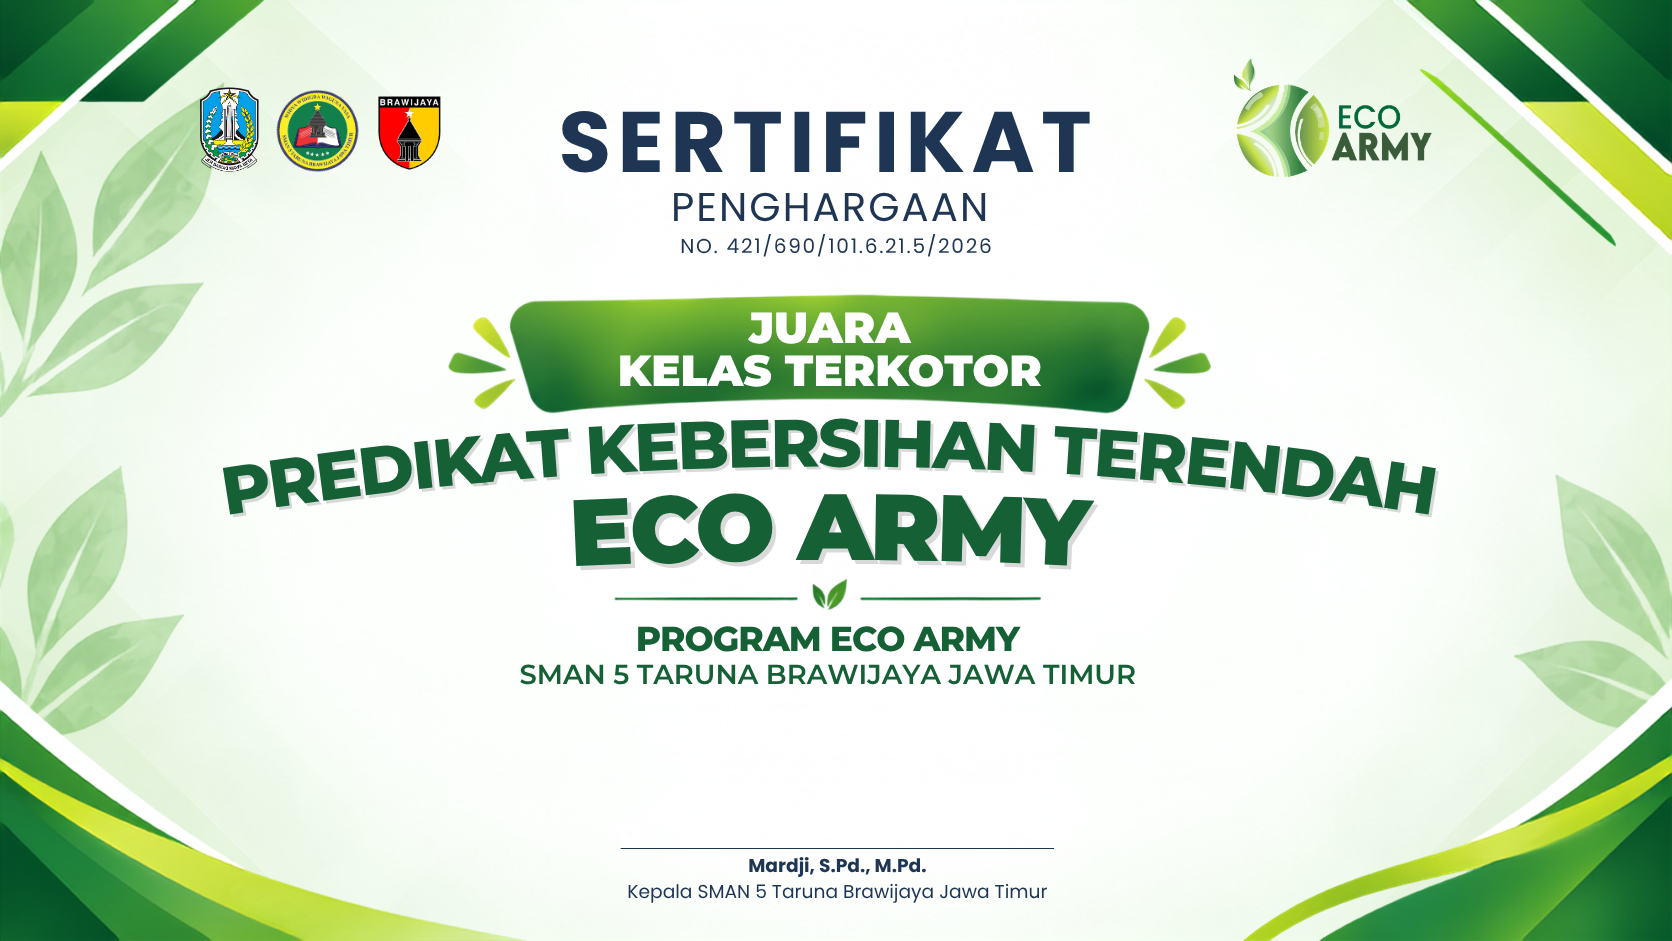 BRAWIJAYA
SERTIFIKAT
PENGHARGAAN
NO. 421/690/101.6.21.5/2026
ECO
ARMY
JUARA
KELAS TERKOTOR
PREDIKAT KEBERSIHAN TERENDAH
ECO ARMY
PROGRAM ECO ARMY
SMAN 5 TARUNA BRAWIJAYA JAWA TIMUR
Mardji, S.Pd., M.Pd.
Kepala SMAN 5 Taruna Brawijaya Jawa Timur